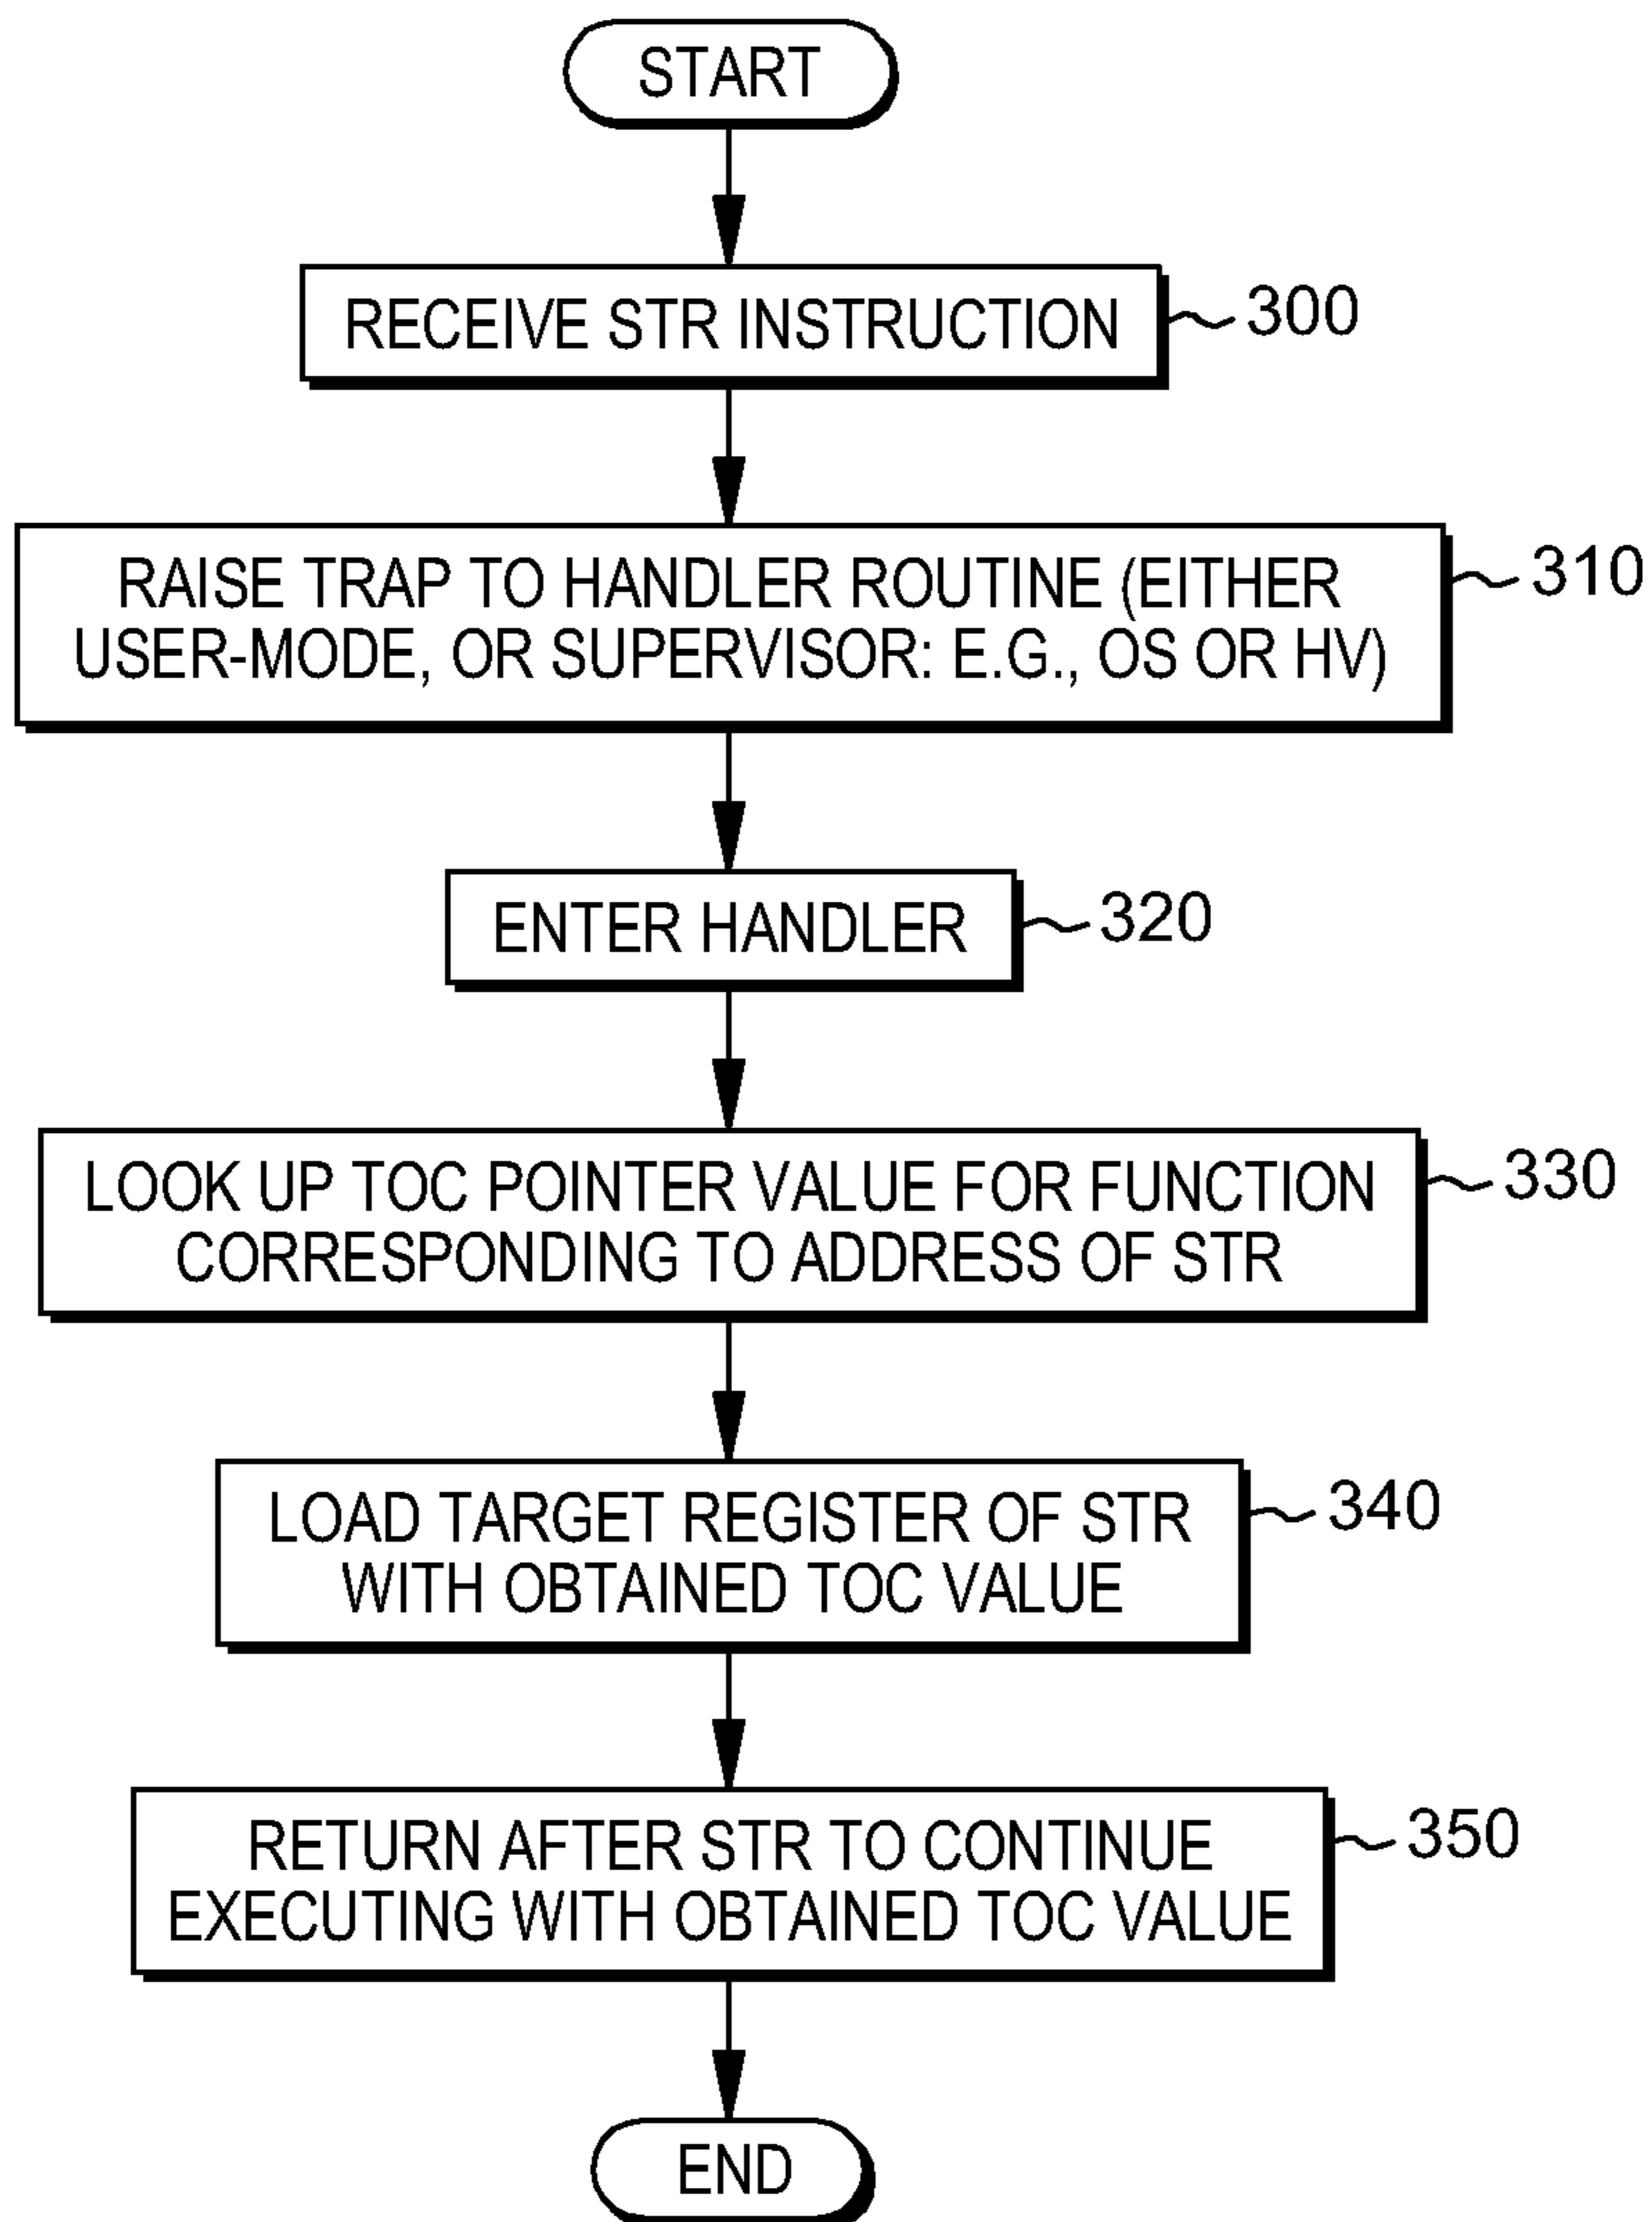 START
RECEIVE STR INSTRUCTION
300
RAISE TRAP TO HANDLER ROUTINE (EITHER
USER-MODE, OR SUPERVISOR: E.G., OS OR HV)
310
ENTER HANDLER
320
LOOK UP TOC POINTER VALUE FOR FUNCTION
CORRESPONDING TO ADDRESS OF STR
330
LOAD TARGET REGISTER OF STR
WITH OBTAINED TOC VALUE
340
RETURN AFTER STR TO CONTINUE
EXECUTING WITH OBTAINED TOC VALUE
350
END